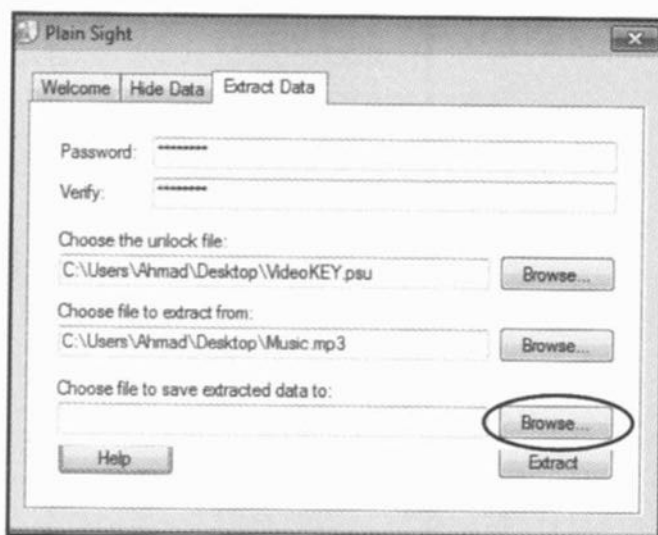 Plain Sight
Welcome Hide Data Extract Data
Password: ********
Verify: ********
Choose the unlock file:
C:\Users\Ahmad\Desktop\VideoKEY.psu Browse...
Choose file to extract from:
C:\Users\Ahmad\Desktop\Music.mp3 Browse...
Choose file to save extracted data to:
Browse...
Help Extract